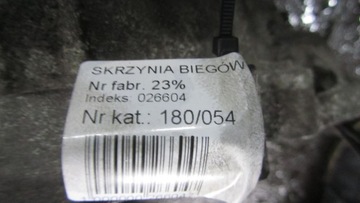 SKRZYNIA BIEGÓW
Nr fabr. 23%
Indeks: 026604
Nr kat.: 180/054